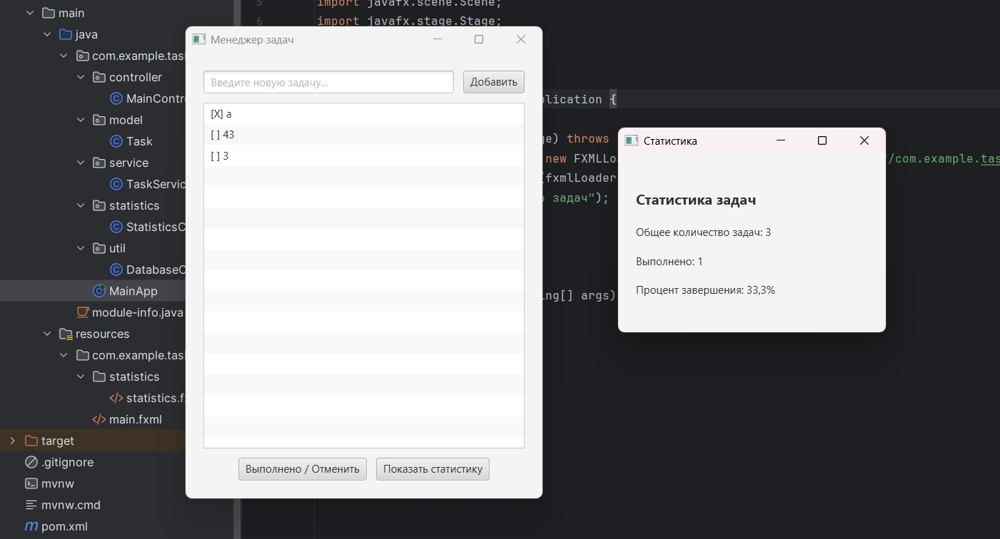 main
java
com.example.tas
controller
MainContr
model
Task
service
TaskServic
statistics
StatisticsC
util
DatabaseC
MainApp
module-info.java
resources
com.example.tas
statistics
statistics.f
main.fxml
target
.gitignore
mvnw
mvnw.cmd
pom.xml
5 import javafx.scene.Scene;
6 import javafx.stage.Stage;
plication {
ge) throws
new FXMLLo
/com.example.tas
(fxmlLoader
р задач");
ing[] args)
Менеджер задач
Введите новую задачу...
Добавить
[X] а
[ ] 43
[ ] 3
Выполнено / Отменить
Показать статистику
Статистика
Статистика задач
Общее количество задач: 3
Выполнено: 1
Процент завершения: 33,3%